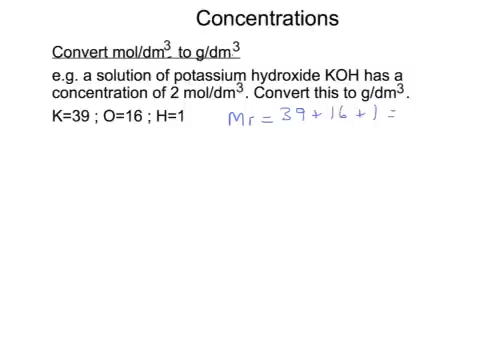 Concentrations
Convert mol/dm³ to g/dm³
e.g. a solution of potassium hydroxide KOH has a
concentration of 2 mol/dm³. Convert this to g/dm³.
K=39 ; O=16 ; H=1 Mr = 39 + 16 + 1 =